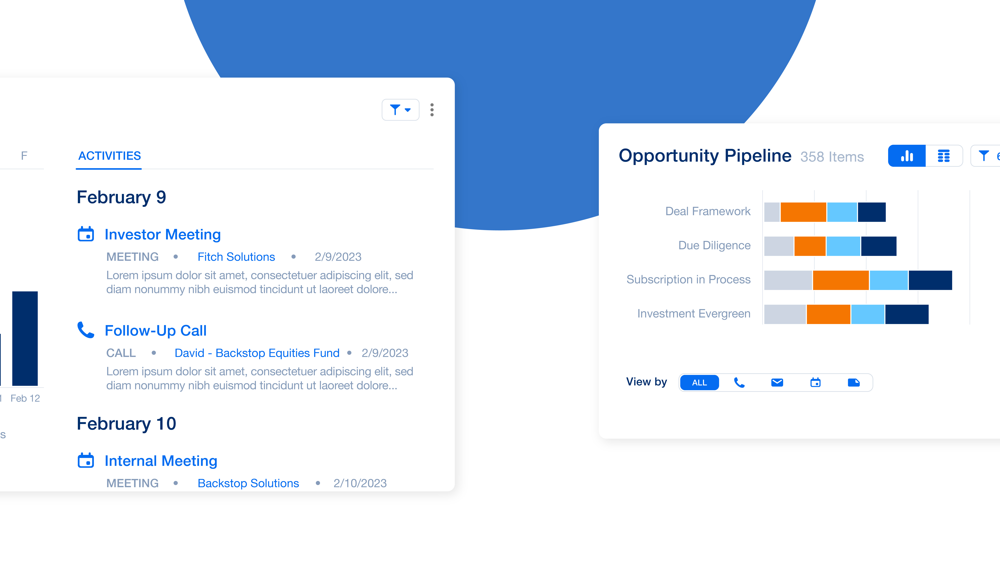 F
ACTIVITIES
February 9
Investor Meeting
MEETING • Fitch Solutions • 2/9/2023
Lorem ipsum dolor sit amet, consectetuer adipiscing elit, sed
diam nonummy nibh euismod tincidunt ut laoreet dolore...
Follow-Up Call
CALL • David - Backstop Equities Fund • 2/9/2023
Lorem ipsum dolor sit amet, consectetuer adipiscing elit, sed
diam nonummy nibh euismod tincidunt ut laoreet dolore...
Feb 12
February 10
s
Internal Meeting
MEETING • Backstop Solutions • 2/10/2023
Opportunity Pipeline 358 Items
Deal Framework
Due Diligence
Subscription in Process
Investment Evergreen
View by ALL